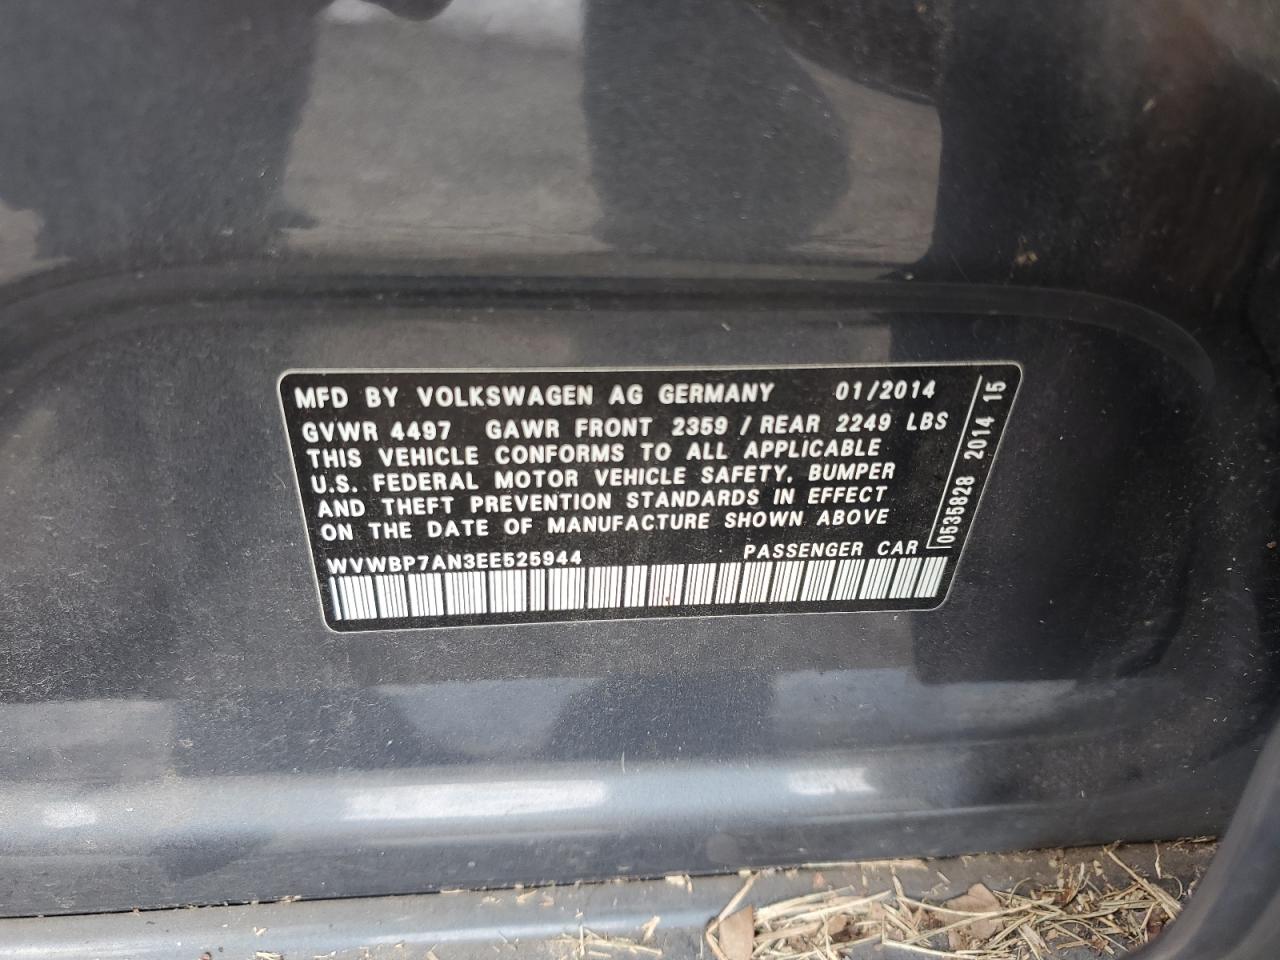 MFD BY VOLKSWAGEN AG GERMANY 01/2014
GVWR 4497 GAWR FRONT 2359 / REAR 2249 LBS
THIS VEHICLE CONFORMS TO ALL APPLICABLE
U.S. FEDERAL MOTOR VEHICLE SAFETY, BUMPER
AND THEFT PREVENTION STANDARDS IN EFFECT
ON THE DATE OF MANUFACTURE SHOWN ABOVE
WVWBP7AN3EE525944 PASSENGER CAR
0535828 2014 15